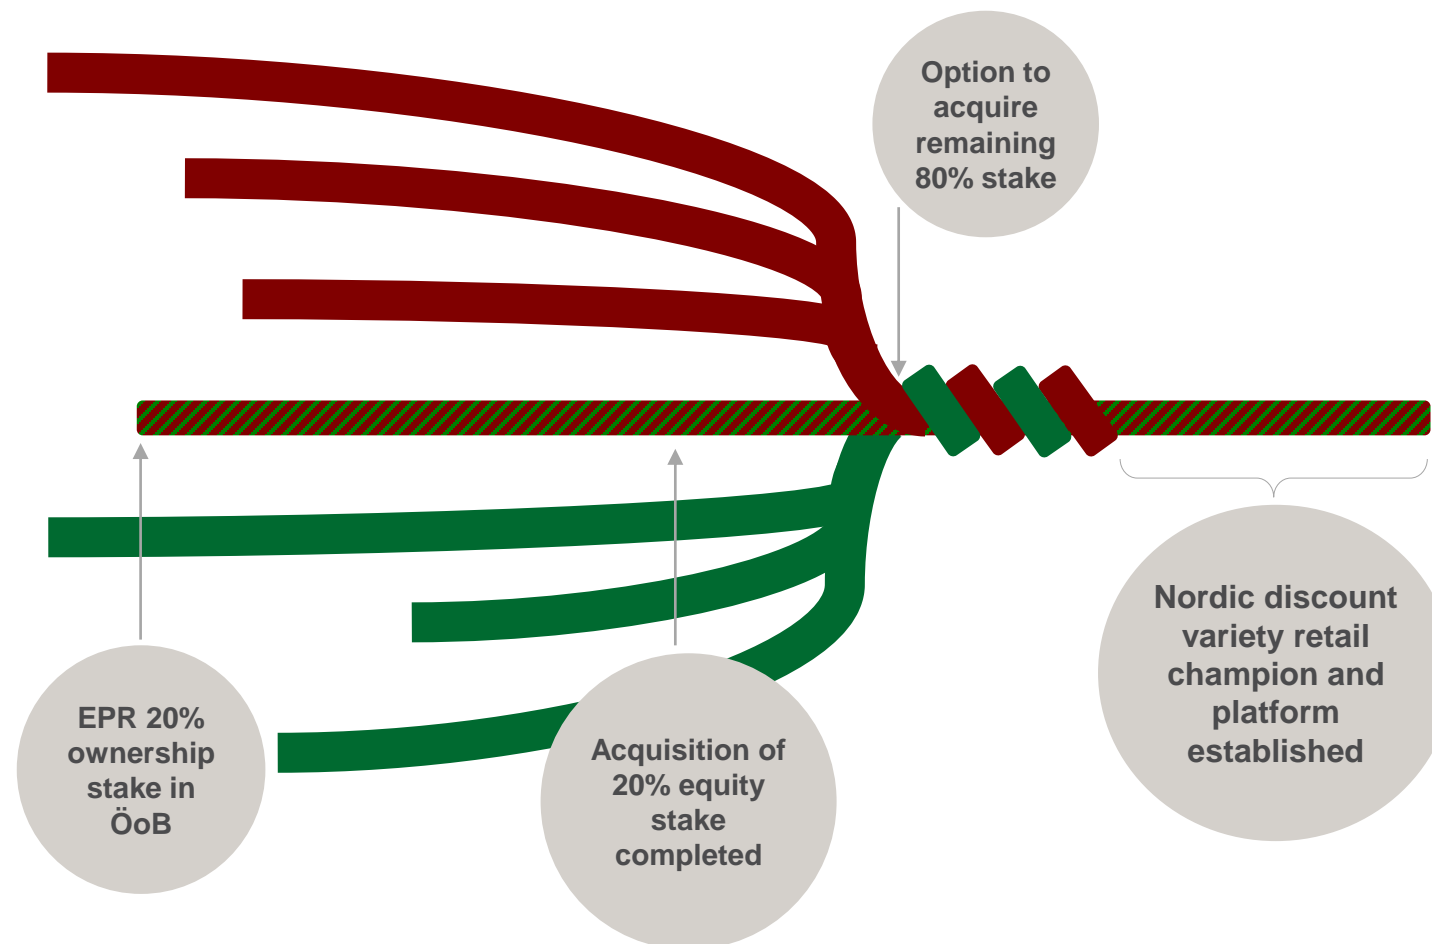 Option to
acquire
remaining
80% stake
EPR 20%
ownership
stake in
ÖoB
Acquisition of
20% equity
stake
completed
Nordic discount
variety retail
champion and
platform
established